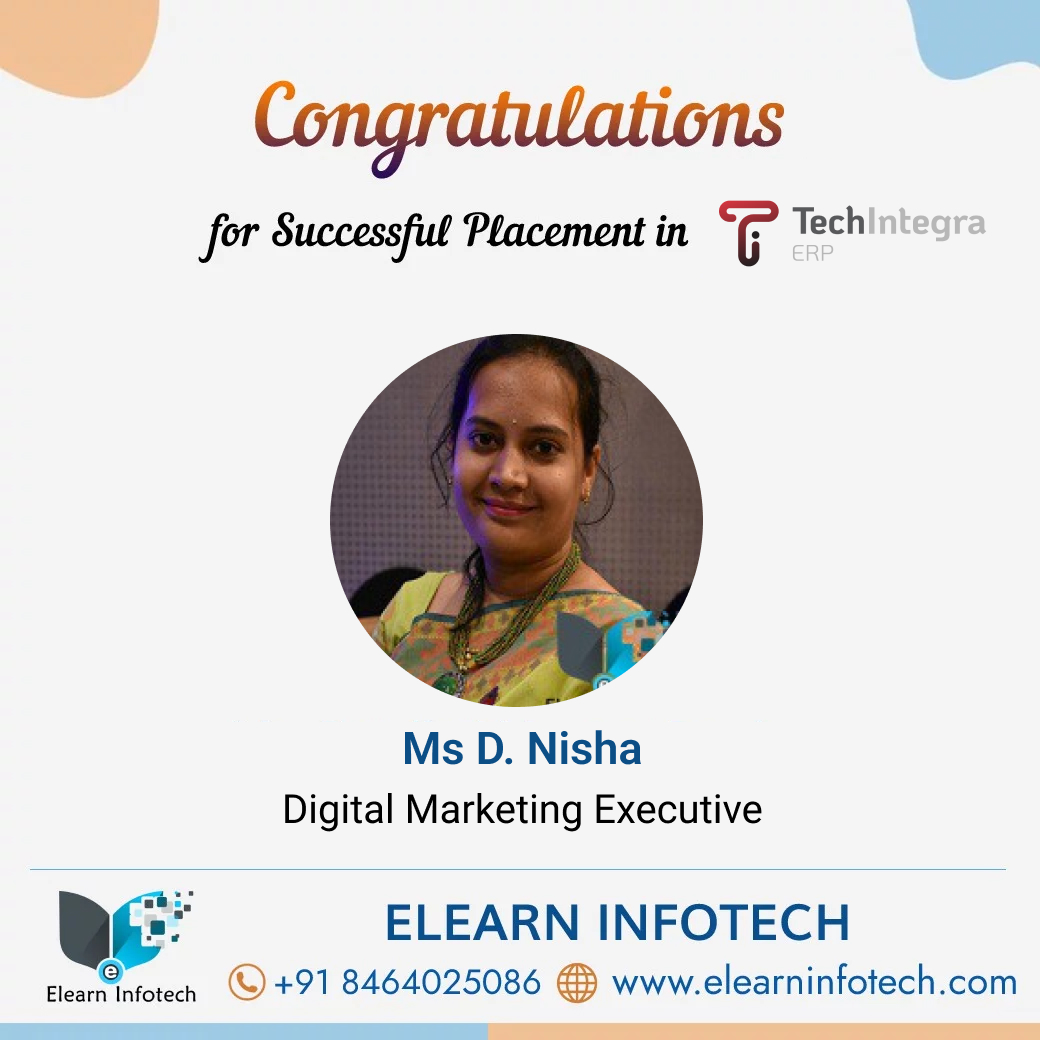 Congratulations
for Successful Placement in
TechIntegra
ERP
Ms D. Nisha
Digital Marketing Executive
e
Elearn Infotech
ELEARN INFOTECH
+91 8464025086 www.elearninfotech.com